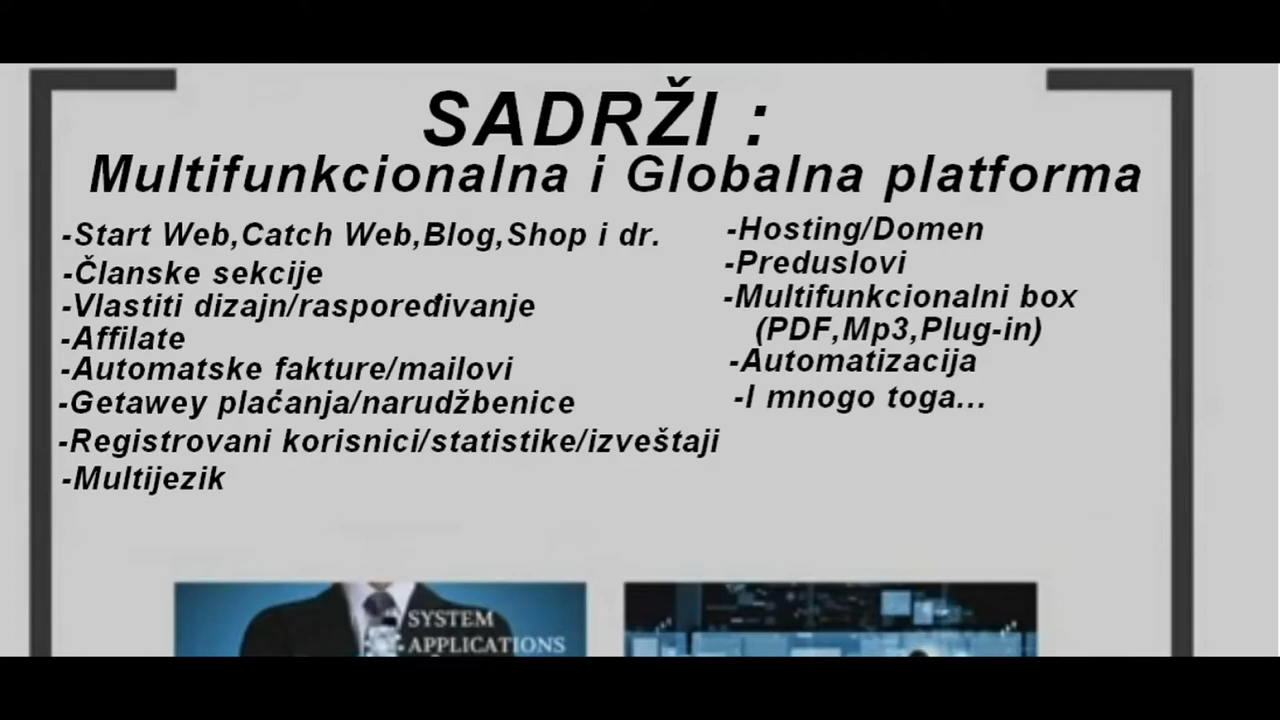 SADRŽI :
Multifunkcionalna i Globalna platforma
-Start Web,Catch Web,Blog,Shop i dr.
-Članske sekcije
-Vlastiti dizajn/raspoređivanje
-Affilate
-Automatske fakture/mailovi
-Getawey plaćanja/narudžbenice
-Registrovani korisnici/statistike/izveštaji
-Multijezik
-Hosting/Domen
-Preduslovi
-Multifunkcionalni box
(PDF,Mp3,Plug-in)
-Automatizacija
-I mnogo toga...
SYSTEM
APPLICATIONS